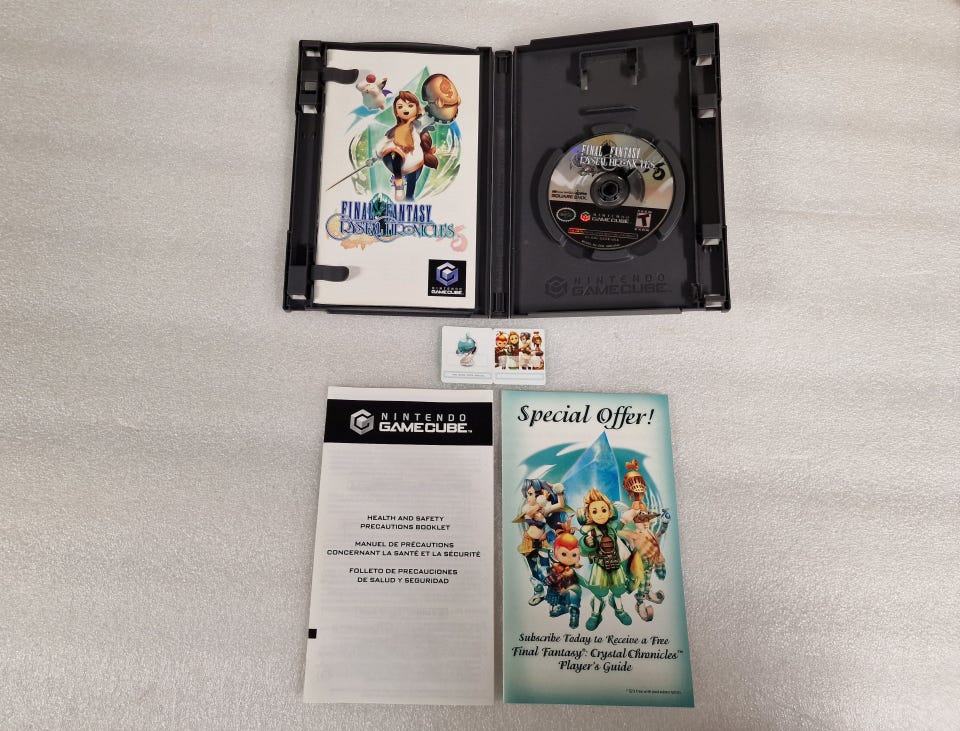 FINAL FANTASY
CRYSTAL CHRONICLES
NINTENDO
GAMECUBE™
FINAL FANTASY
CRYSTAL CHRONICLES
SQUARE ENIX
NINTENDO
GAMECUBE
T
NINTENDO
GAMECUBE
NINTENDO
GAMECUBE™
HEALTH AND SAFETY
PRECAUTIONS BOOKLET
MANUEL DE PRÉCAUTIONS
CONCERNANT LA SANTÉ ET LA SÉCURITÉ
FOLLETO DE PRECAUCIONES
DE SALUD Y SEGURIDAD
Special Offer!
Subscribe Today to Receive a Free
Final Fantasy®: Crystal Chronicles™
Player's Guide